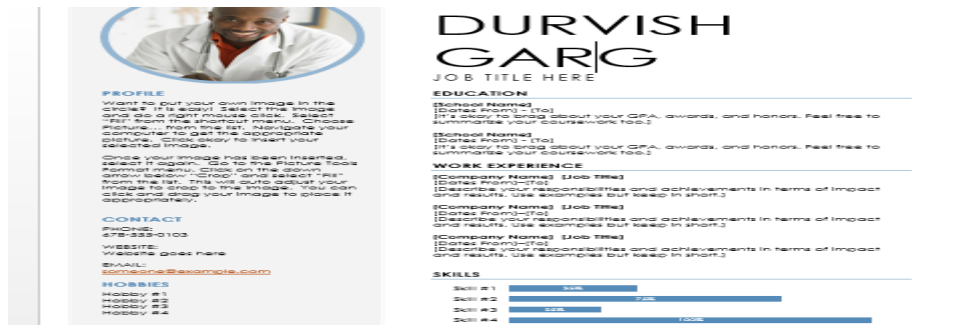 DURVISH
GARG
JOB TITLE HERE
PROFILE
Want to put your own image in the
circle? It is easy! Select the image
and do a right mouse click. Select
"Fill" from the shortcut menu. Choose
Picture... from the list. Navigate your
computer to get the appropriate
picture. Click okay to insert your
selected image.
Once your image has been inserted,
select it again. Go to the Picture Tools
Format menu. Click on the down
arrow below "Crop" and select "Fill"
from the list. This will auto adjust your
image to crop to the image. You can
click and drag your image to place it
appropriately.
CONTACT
PHONE:
678-555-0103
WEBSITE:
Website goes here
EMAIL:
someone@example.com
HOBBIES
Hobby #1
Hobby #2
Hobby #3
Hobby #4
EDUCATION
[School Name]
[Dates From] - [To]
[It's okay to brag about your GPA, awards, and honors. Feel free to
summarize your coursework too.]
[School Name]
[Dates From] - [To]
[It's okay to brag about your GPA, awards, and honors. Feel free to
summarize your coursework too.]
WORK EXPERIENCE
[Company Name] [Job Title]
[Dates From]–[To]
[Describe your responsibilities and achievements in terms of impact
and results. Use examples but keep in short.]
[Company Name] [Job Title]
[Dates From]–[To]
[Describe your responsibilities and achievements in terms of impact
and results. Use examples but keep in short.]
[Company Name] [Job Title]
[Dates From]–[To]
[Describe your responsibilities and achievements in terms of impact
and results. Use examples but keep in short.]
SKILLS
Skill #1
Skill #2 75%
Skill #3
Skill #4 100%